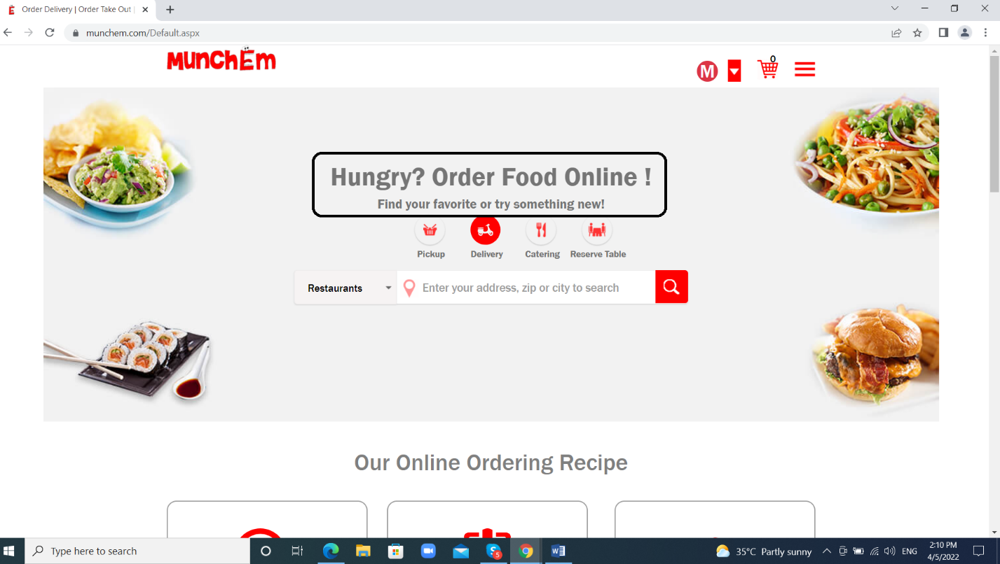 Order Delivery | Order Take Out |
munchem.com/Default.aspx
MUNCHEM
M
0
Hungry? Order Food Online !
Find your favorite or try something new!
Pickup Delivery Catering Reserve Table
Restaurants Enter your address, zip or city to search
Our Online Ordering Recipe
Type here to search
5
35°C Partly sunny
ENG
2:10 PM
4/5/2022